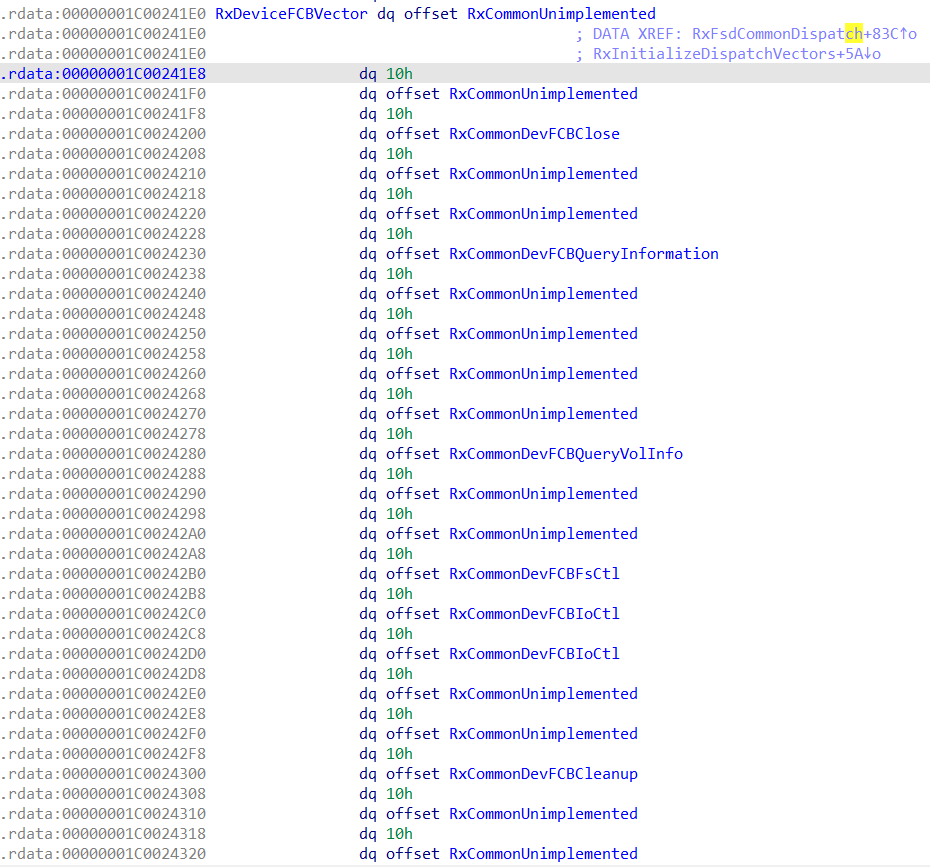 .rdata:00000001C00241E0 RxDeviceFCBVector dq offset RxCommonUnimplemented
.rdata:00000001C00241E0 ; DATA XREF: RxFsdCommonDispatch+83C↑o
.rdata:00000001C00241E0 ; RxInitializeDispatchVectors+5A↓o
.rdata:00000001C00241E8 dq 10h
.rdata:00000001C00241F0 dq offset RxCommonUnimplemented
.rdata:00000001C00241F8 dq 10h
.rdata:00000001C0024200 dq offset RxCommonDevFCBClose
.rdata:00000001C0024208 dq 10h
.rdata:00000001C0024210 dq offset RxCommonUnimplemented
.rdata:00000001C0024218 dq 10h
.rdata:00000001C0024220 dq offset RxCommonUnimplemented
.rdata:00000001C0024228 dq 10h
.rdata:00000001C0024230 dq offset RxCommonDevFCBQueryInformation
.rdata:00000001C0024238 dq 10h
.rdata:00000001C0024240 dq offset RxCommonUnimplemented
.rdata:00000001C0024248 dq 10h
.rdata:00000001C0024250 dq offset RxCommonUnimplemented
.rdata:00000001C0024258 dq 10h
.rdata:00000001C0024260 dq offset RxCommonUnimplemented
.rdata:00000001C0024268 dq 10h
.rdata:00000001C0024270 dq offset RxCommonUnimplemented
.rdata:00000001C0024278 dq 10h
.rdata:00000001C0024280 dq offset RxCommonDevFCBQueryVolInfo
.rdata:00000001C0024288 dq 10h
.rdata:00000001C0024290 dq offset RxCommonUnimplemented
.rdata:00000001C0024298 dq 10h
.rdata:00000001C00242A0 dq offset RxCommonUnimplemented
.rdata:00000001C00242A8 dq 10h
.rdata:00000001C00242B0 dq offset RxCommonDevFCBFsCtl
.rdata:00000001C00242B8 dq 10h
.rdata:00000001C00242C0 dq offset RxCommonDevFCBIoCtl
.rdata:00000001C00242C8 dq 10h
.rdata:00000001C00242D0 dq offset RxCommonDevFCBIoCtl
.rdata:00000001C00242D8 dq 10h
.rdata:00000001C00242E0 dq offset RxCommonUnimplemented
.rdata:00000001C00242E8 dq 10h
.rdata:00000001C00242F0 dq offset RxCommonUnimplemented
.rdata:00000001C00242F8 dq 10h
.rdata:00000001C0024300 dq offset RxCommonDevFCBCleanup
.rdata:00000001C0024308 dq 10h
.rdata:00000001C0024310 dq offset RxCommonUnimplemented
.rdata:00000001C0024318 dq 10h
.rdata:00000001C0024320 dq offset RxCommonUnimplemented